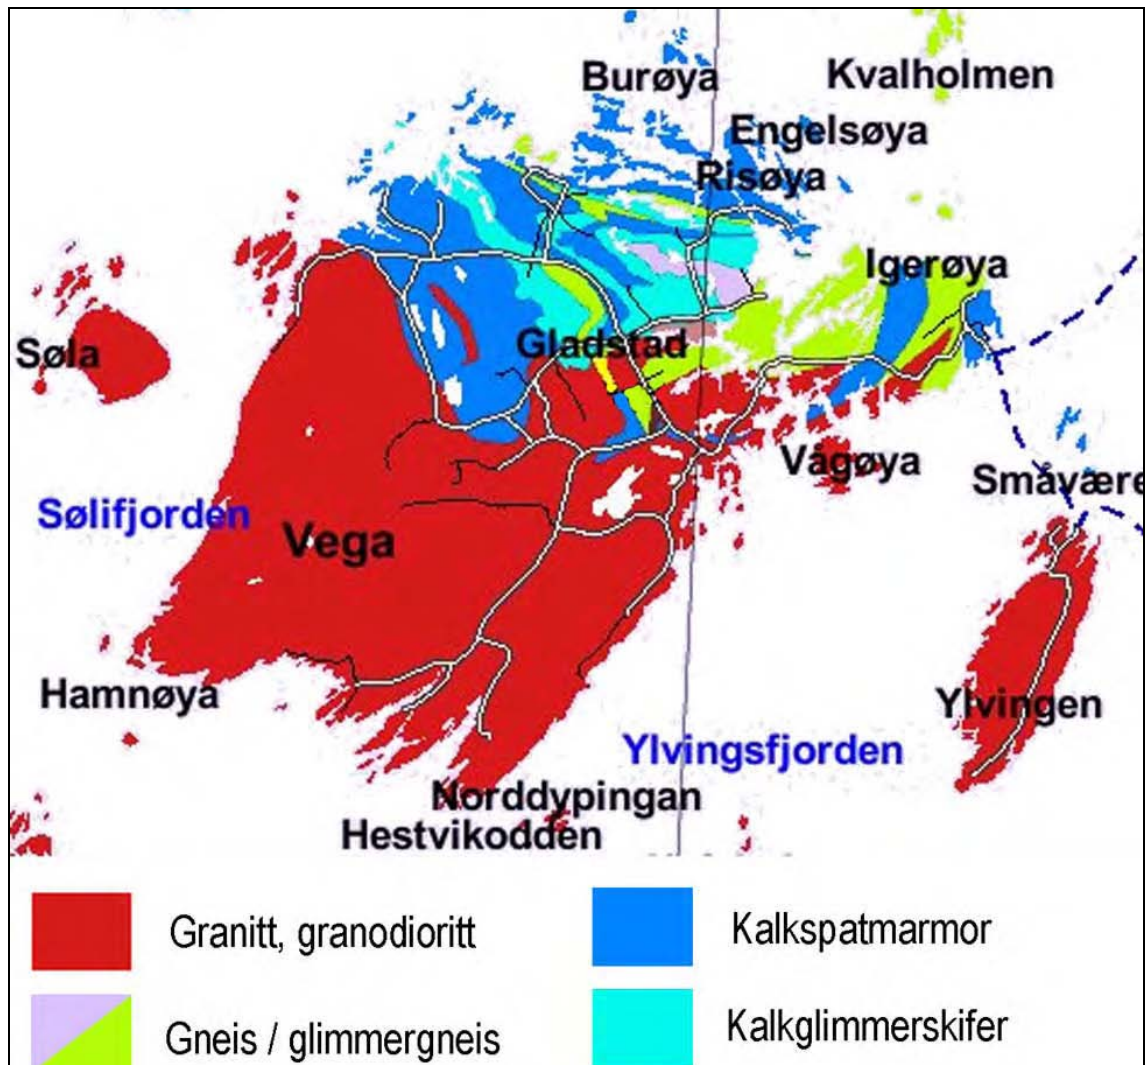 Burøya
Kvalholmen
Engelsøya
Risøya
Igerøya
Søla
Gladstad
Vågøya
Småvære
Sølifjorden
Vega
Hamnøya
Ylvingen
Ylvingsfjorden
Norddypingan
Hestvikodden
Granitt, granodioritt
Kalkspatmarmor
Gneis / glimmergneis
Kalkglimmerskifer